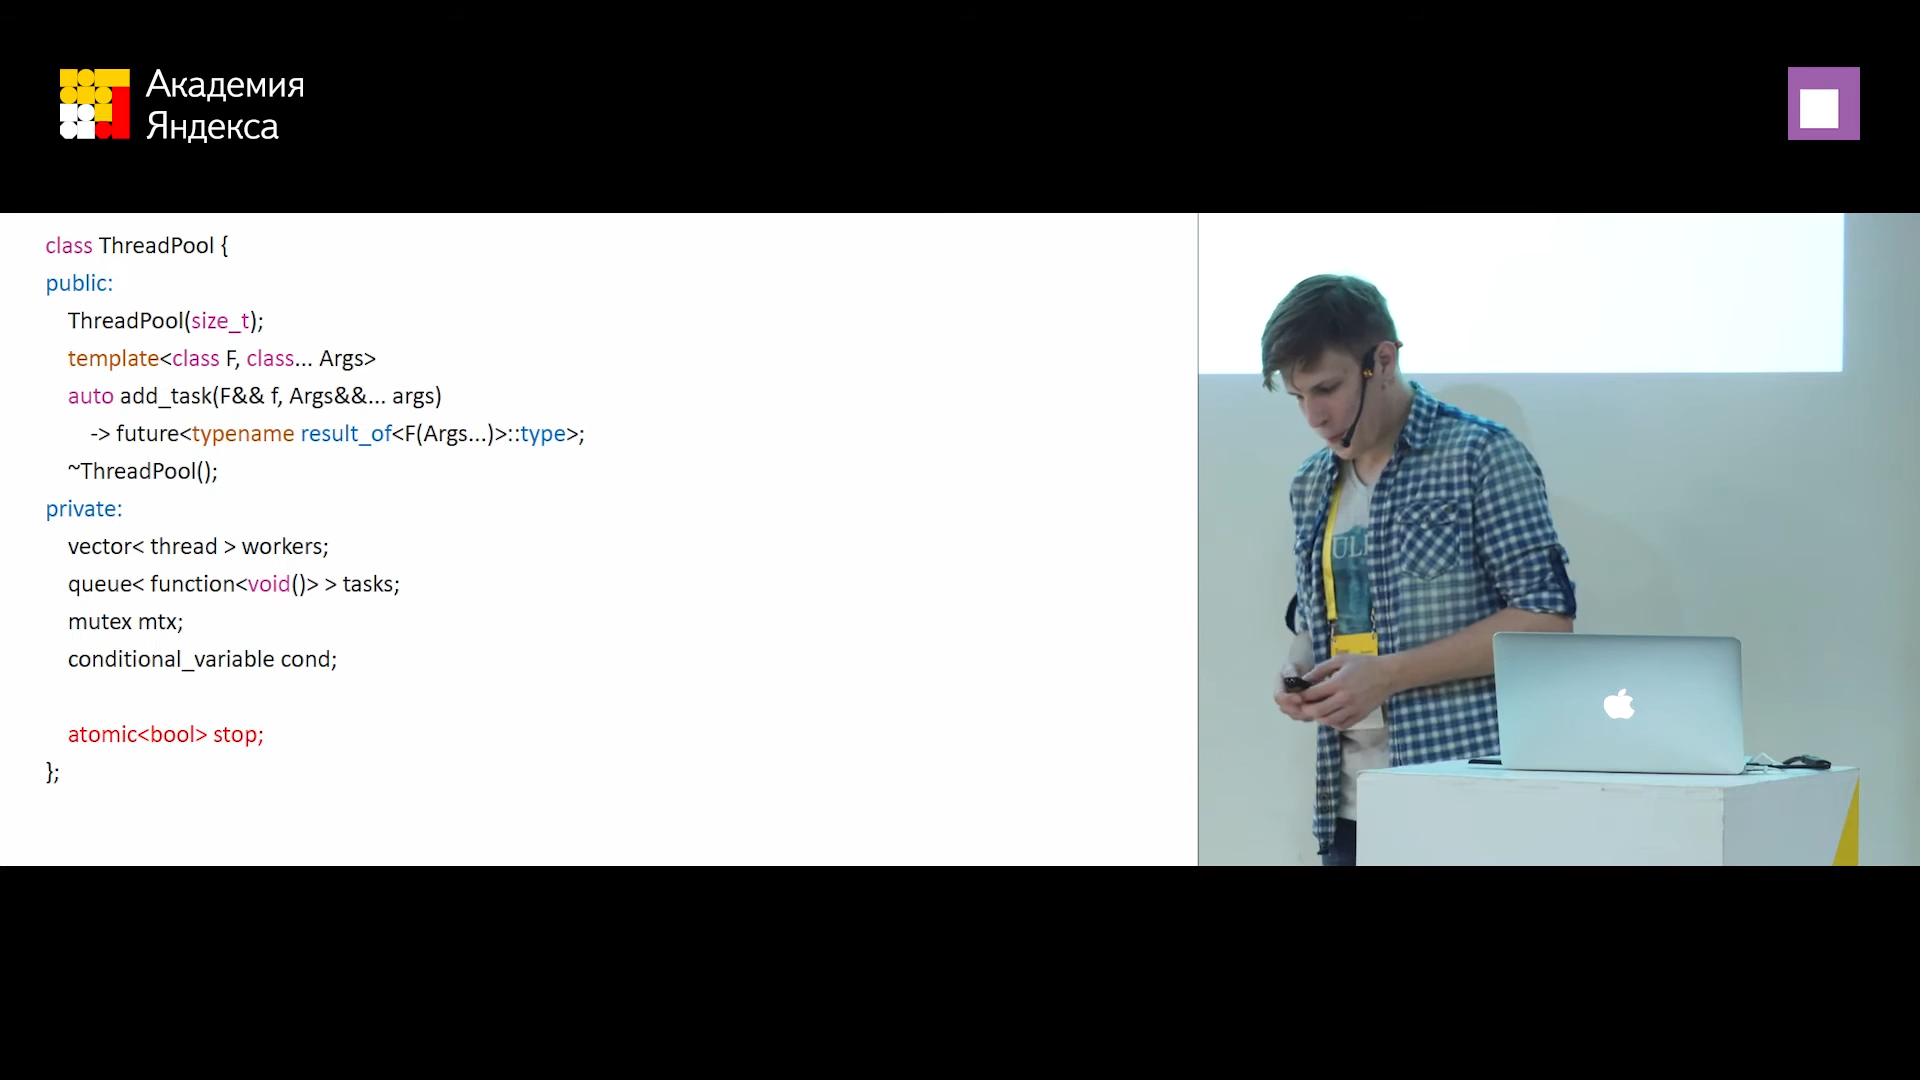 Академия
Яндекса
class ThreadPool {
public:
ThreadPool(size_t);
template<class F, class... Args>
auto add_task(F&& f, Args&&... args)
-> future<typename result_of<F(Args...)>::type>;
~ThreadPool();
private:
vector< thread > workers;
queue< function<void()> > tasks;
mutex mtx;
conditional_variable cond;
atomic<bool> stop;
};